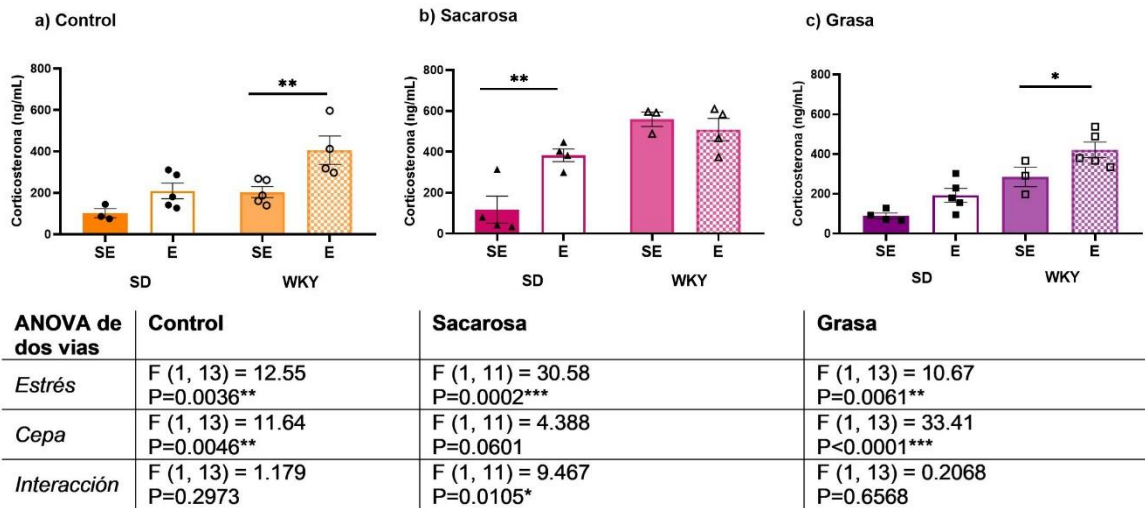 a) Control
b) Sacarosa
c) Grasa
Corticosterona (ng/mL)
800
600
400
200
0
**
SE
E
SE
E
SD
WKY
Corticosterona (ng/mL)
800
600
400
200
0
**
SE
E
SE
E
SD
WKY
Corticosterona (ng/mL)
800
600
400
200
0
*
SE
E
SE
E
SD
WKY
ANOVA de dos vias | Control | Sacarosa | Grasa
Estrés | F (1, 13) = 12.55 | F (1, 11) = 30.58 | F (1, 13) = 10.67
P=0.0036** | P=0.0002*** | P=0.0061**
Cepa | F (1, 13) = 11.64 | F (1, 11) = 4.388 | F (1, 13) = 33.41
P=0.0046** | P=0.0601 | P<0.0001***
Interacción | F (1, 13) = 1.179 | F (1, 11) = 9.467 | F (1, 13) = 0.2068
P=0.2973 | P=0.0105* | P=0.6568